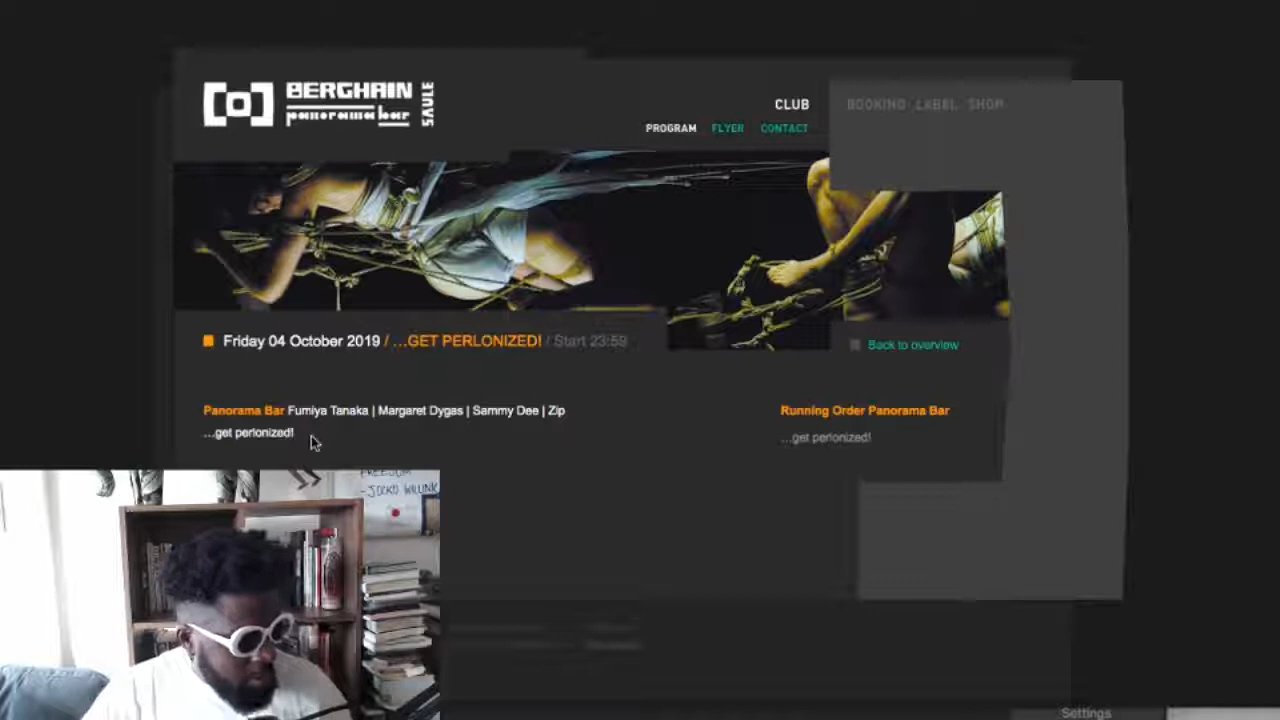 BERGHAIN
panorama bar
SAULE
CLUB
BOOKING LABEL SHOP
PROGRAM FLYER CONTACT
Friday 04 October 2019 / ...GET PERLONIZED! / Start 23:59
Back to overview
Panorama Bar Fumiya Tanaka | Margaret Dygas | Sammy Dee | Zip
...get perlonized!
Running Order Panorama Bar
...get perlonized!
FREEDOM
- JOCKO WILLINK
Settings